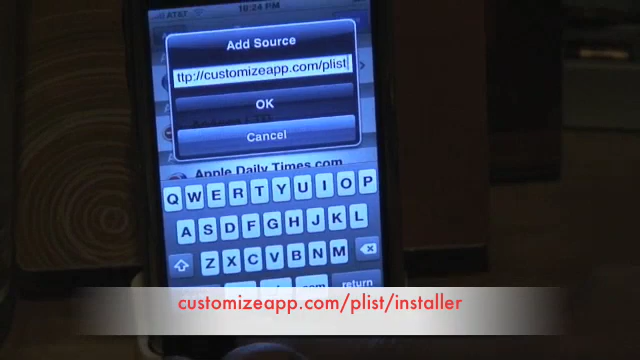 AT&T
10:24 PM
Add Source
ttp://customizeapp.com/plist
OK
Cancel
Apple Daily Times.com
Q W E R T Y U I O P
A S D F G H J K L
Z X C V B N M
.com return
customizeapp.com/plist/installer